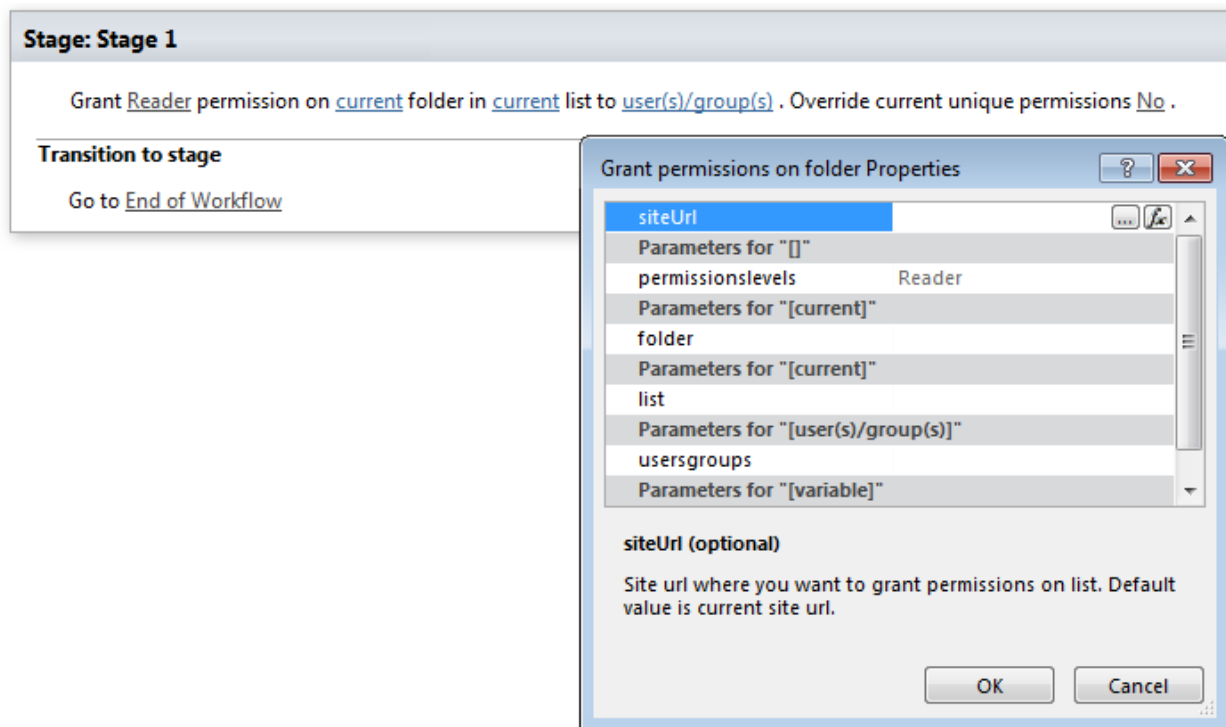 Stage: Stage 1
Grant Reader permission on current folder in current list to user(s)/group(s) . Override current unique permissions No .
Transition to stage
Go to End of Workflow
Grant permissions on folder Properties
?
siteUrl
... fx
Parameters for "[]"
permissionslevels Reader
Parameters for "[current]"
folder
Parameters for "[current]"
list
Parameters for "[user(s)/group(s)]"
usersgroups
Parameters for "[variable]"
siteUrl (optional)
Site url where you want to grant permissions on list. Default
value is current site url.
OK Cancel